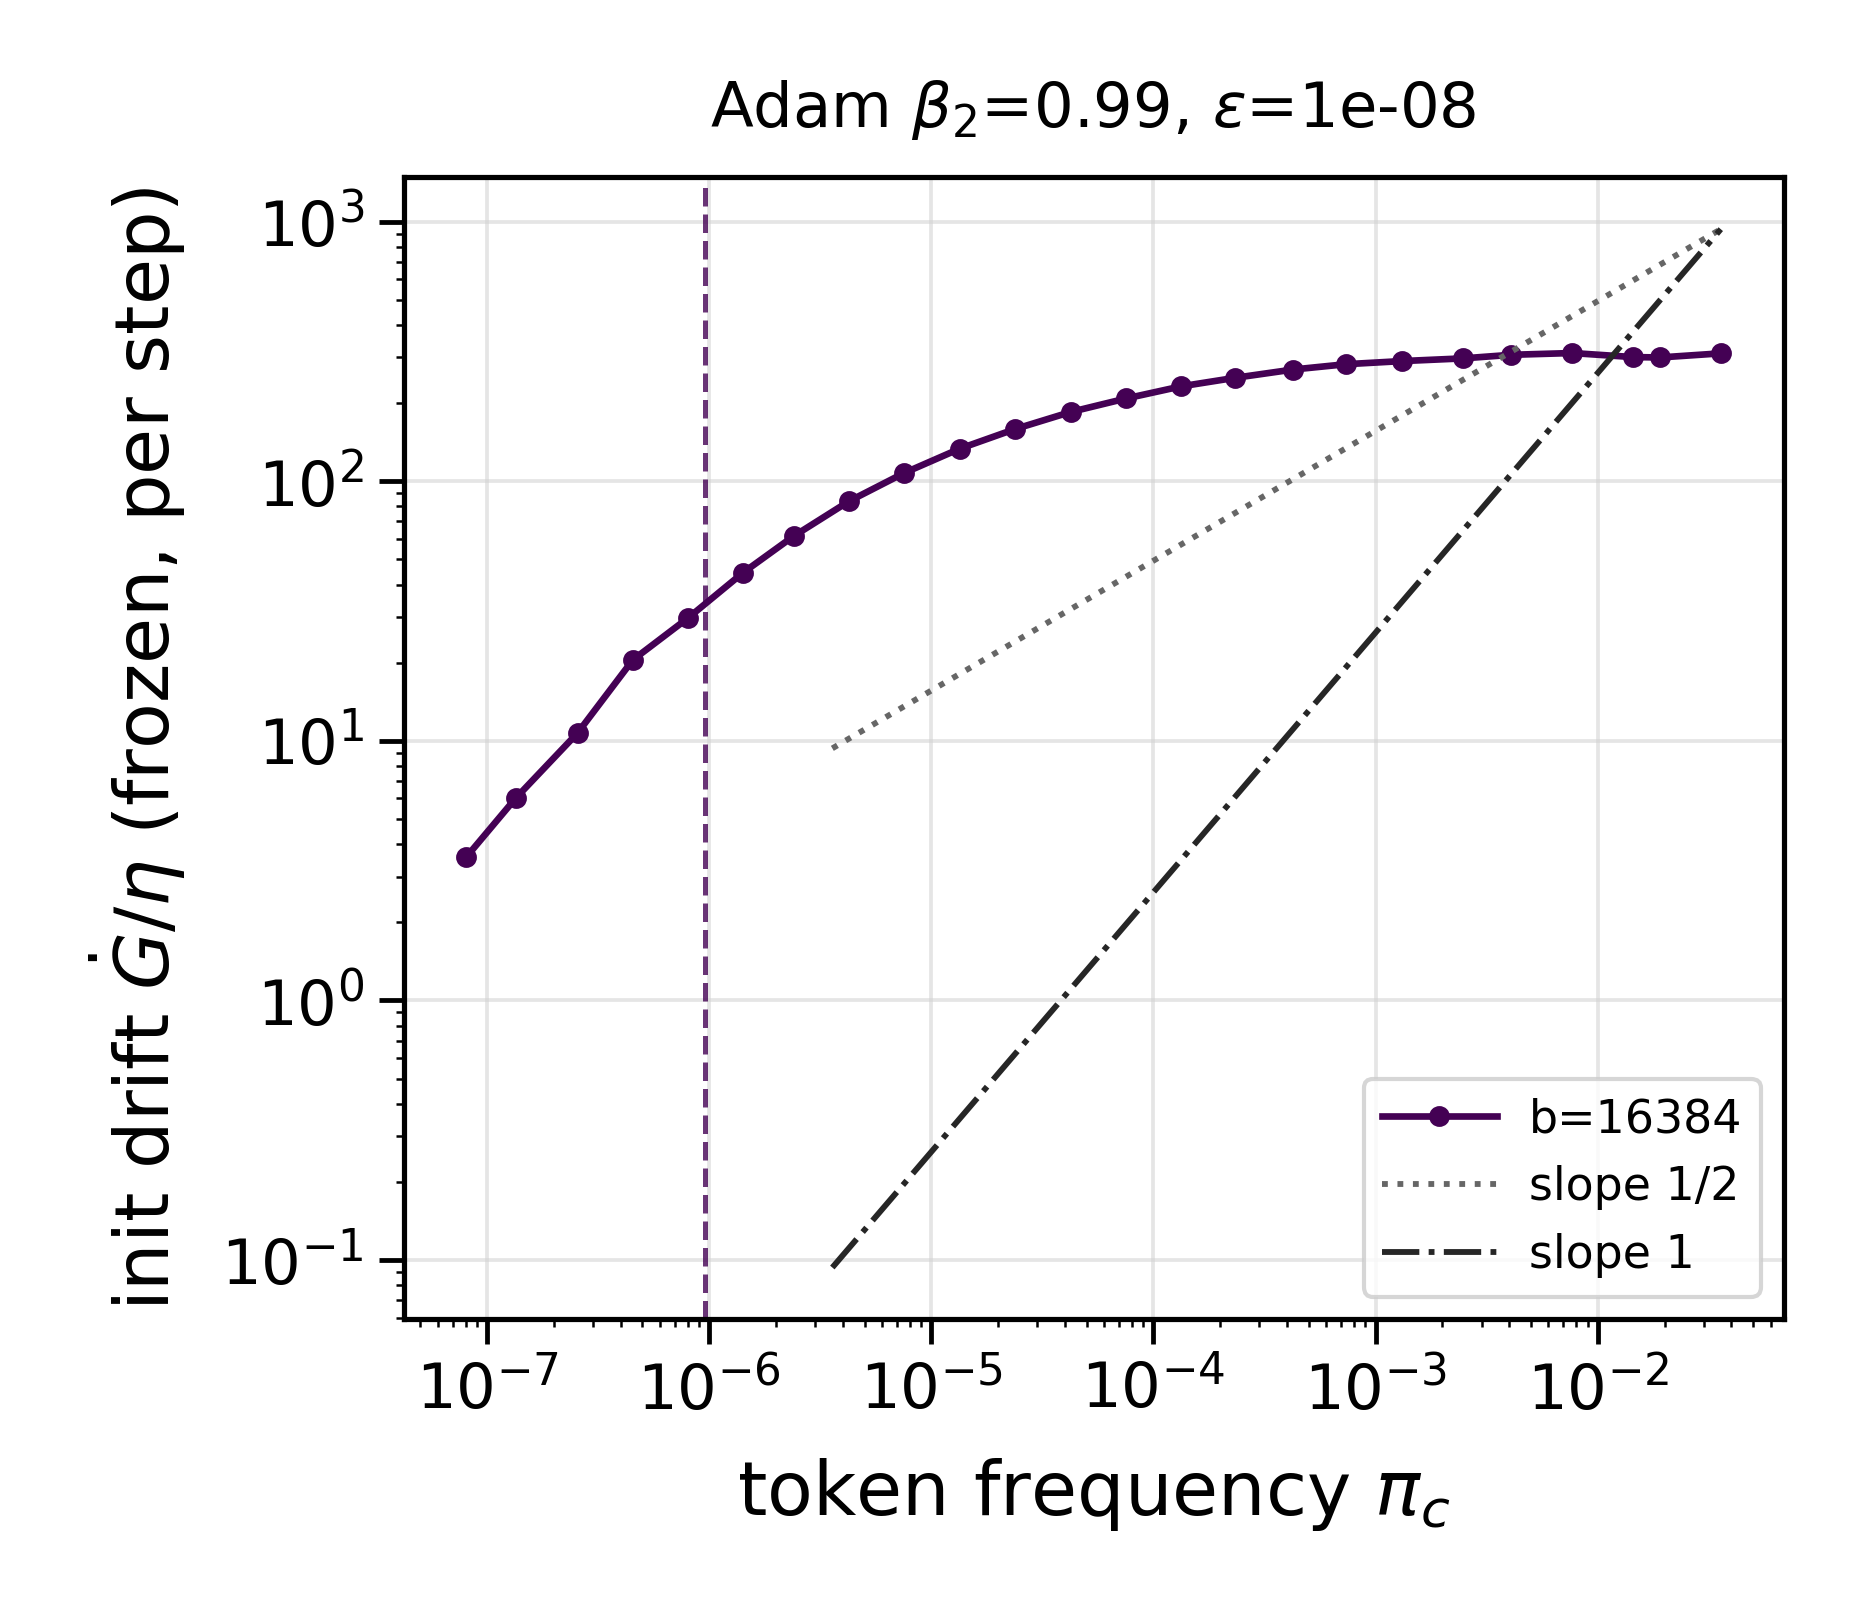 Adam β₂=0.99, ε=1e-08
init drift Ġ/η (frozen, per step)
10³
10²
10¹
10⁰
10⁻¹
b=16384
slope 1/2
slope 1
10⁻⁷ 10⁻⁶ 10⁻⁵ 10⁻⁴ 10⁻³ 10⁻²
token frequency π_c